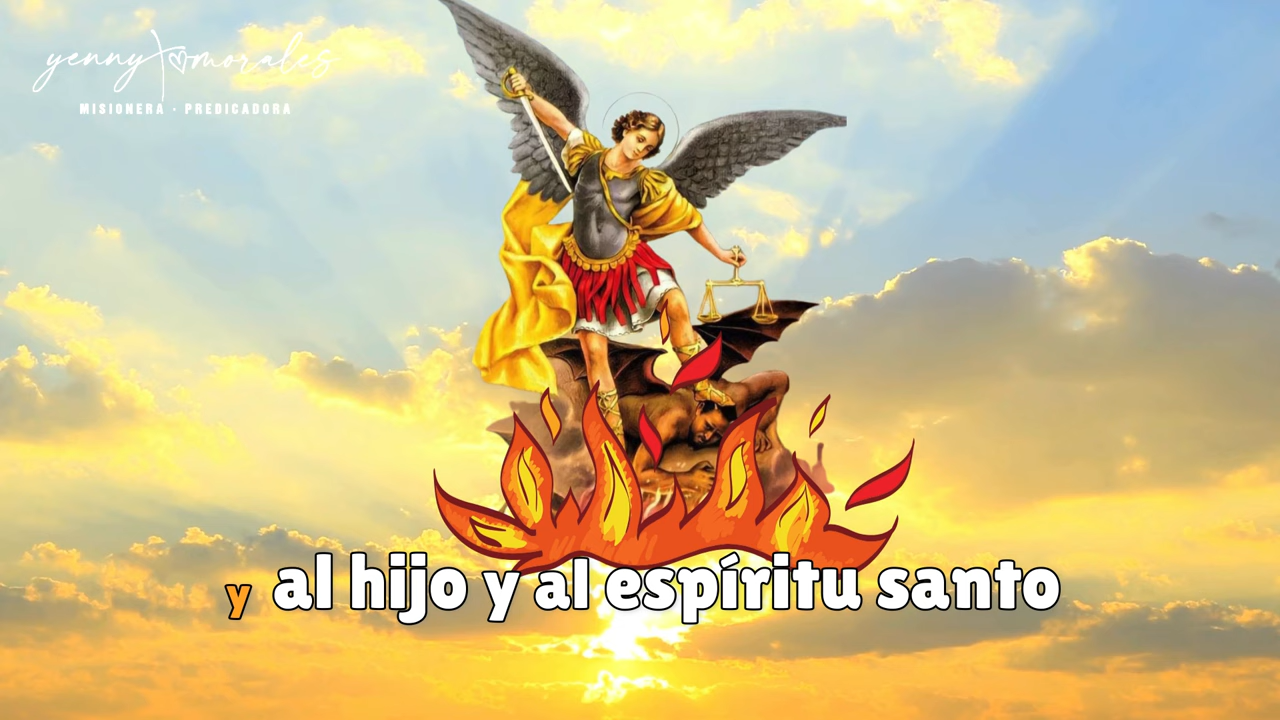 yenny morales
MISIONERA · PREDICADORA
y al hijo y al espíritu santo